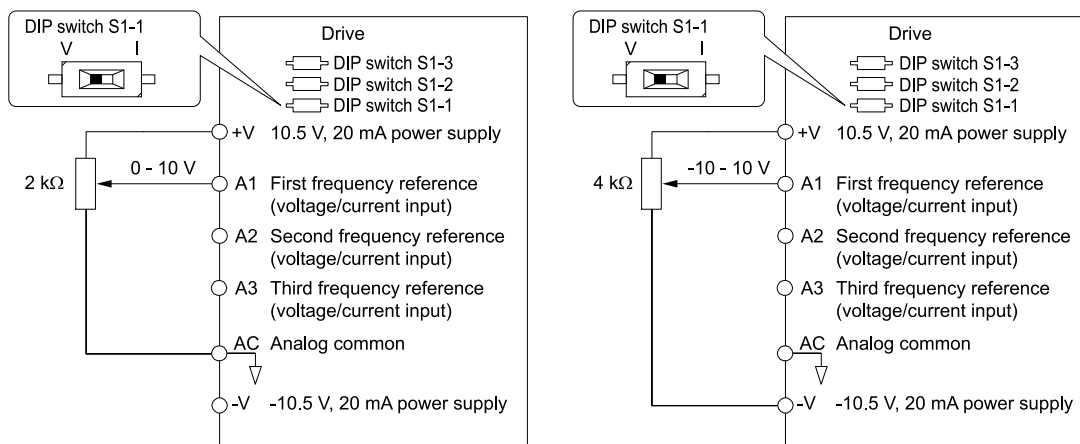 DIP switch S1-1
V I
Drive
DIP switch S1-3
DIP switch S1-2
DIP switch S1-1
+V 10.5 V, 20 mA power supply
2 kΩ
0 - 10 V
A1 First frequency reference
(voltage/current input)
A2 Second frequency reference
(voltage/current input)
A3 Third frequency reference
(voltage/current input)
AC Analog common
-V -10.5 V, 20 mA power supply
DIP switch S1-1
V I
Drive
DIP switch S1-3
DIP switch S1-2
DIP switch S1-1
+V 10.5 V, 20 mA power supply
4 kΩ
-10 - 10 V
A1 First frequency reference
(voltage/current input)
A2 Second frequency reference
(voltage/current input)
A3 Third frequency reference
(voltage/current input)
AC Analog common
-V -10.5 V, 20 mA power supply